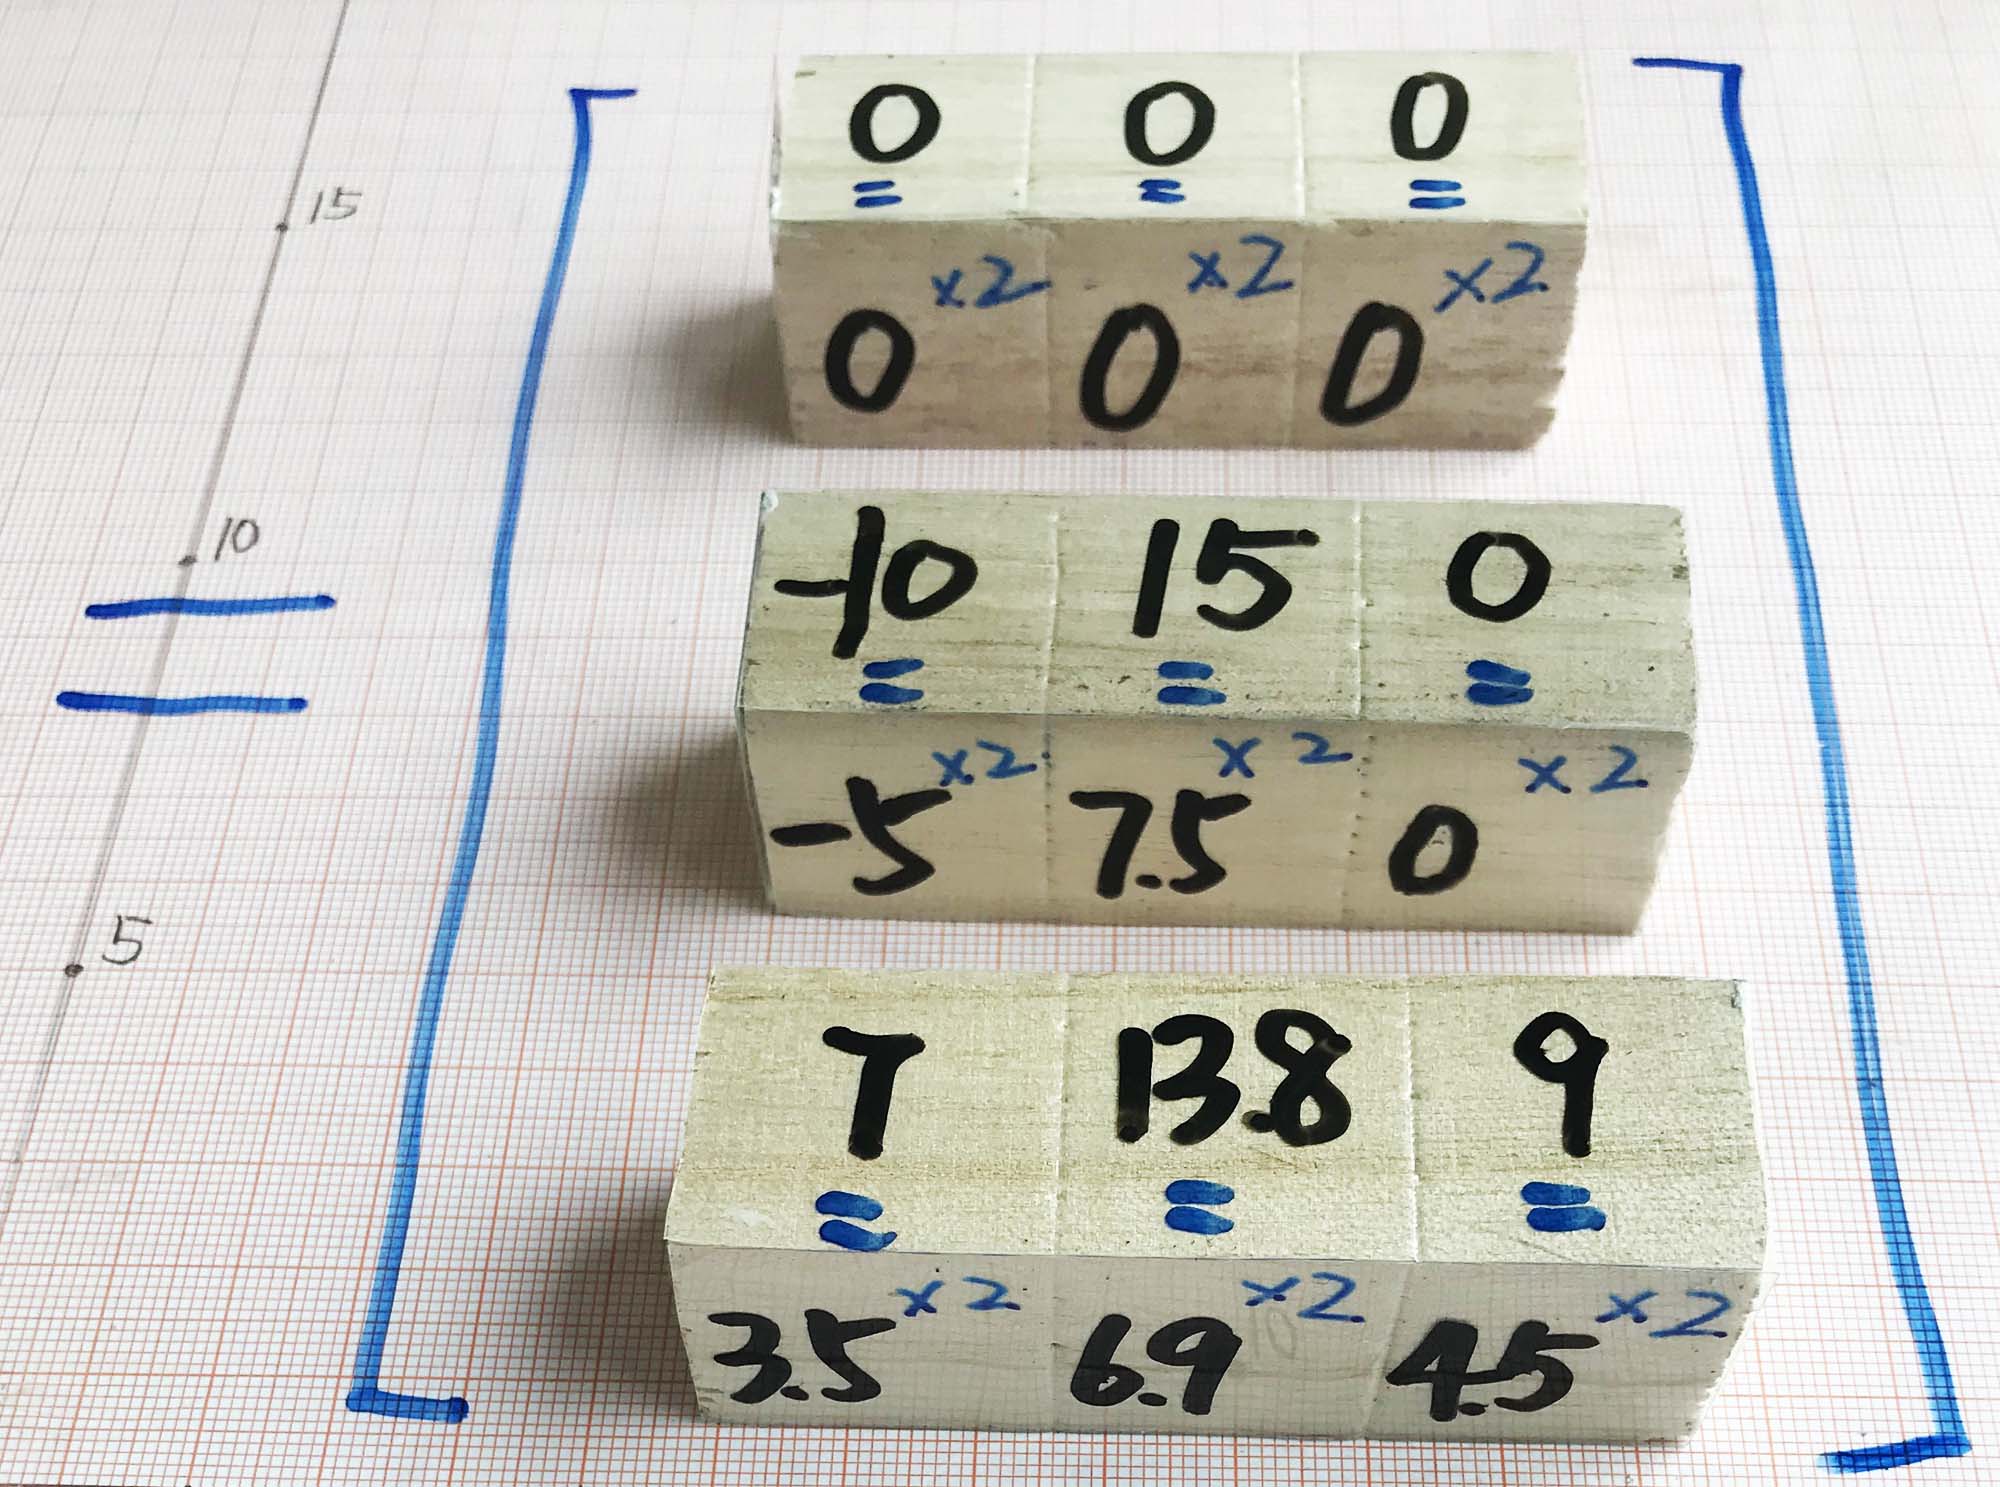 15
10
=
5
0 0 0
= = =
×2 ×2 ×2
0 0 0
-10 15 0
= = =
×2 ×2 ×2
-5 7.5 0
7 13.8 9
= = =
×2 ×2 ×2
3.5 6.9 4.5